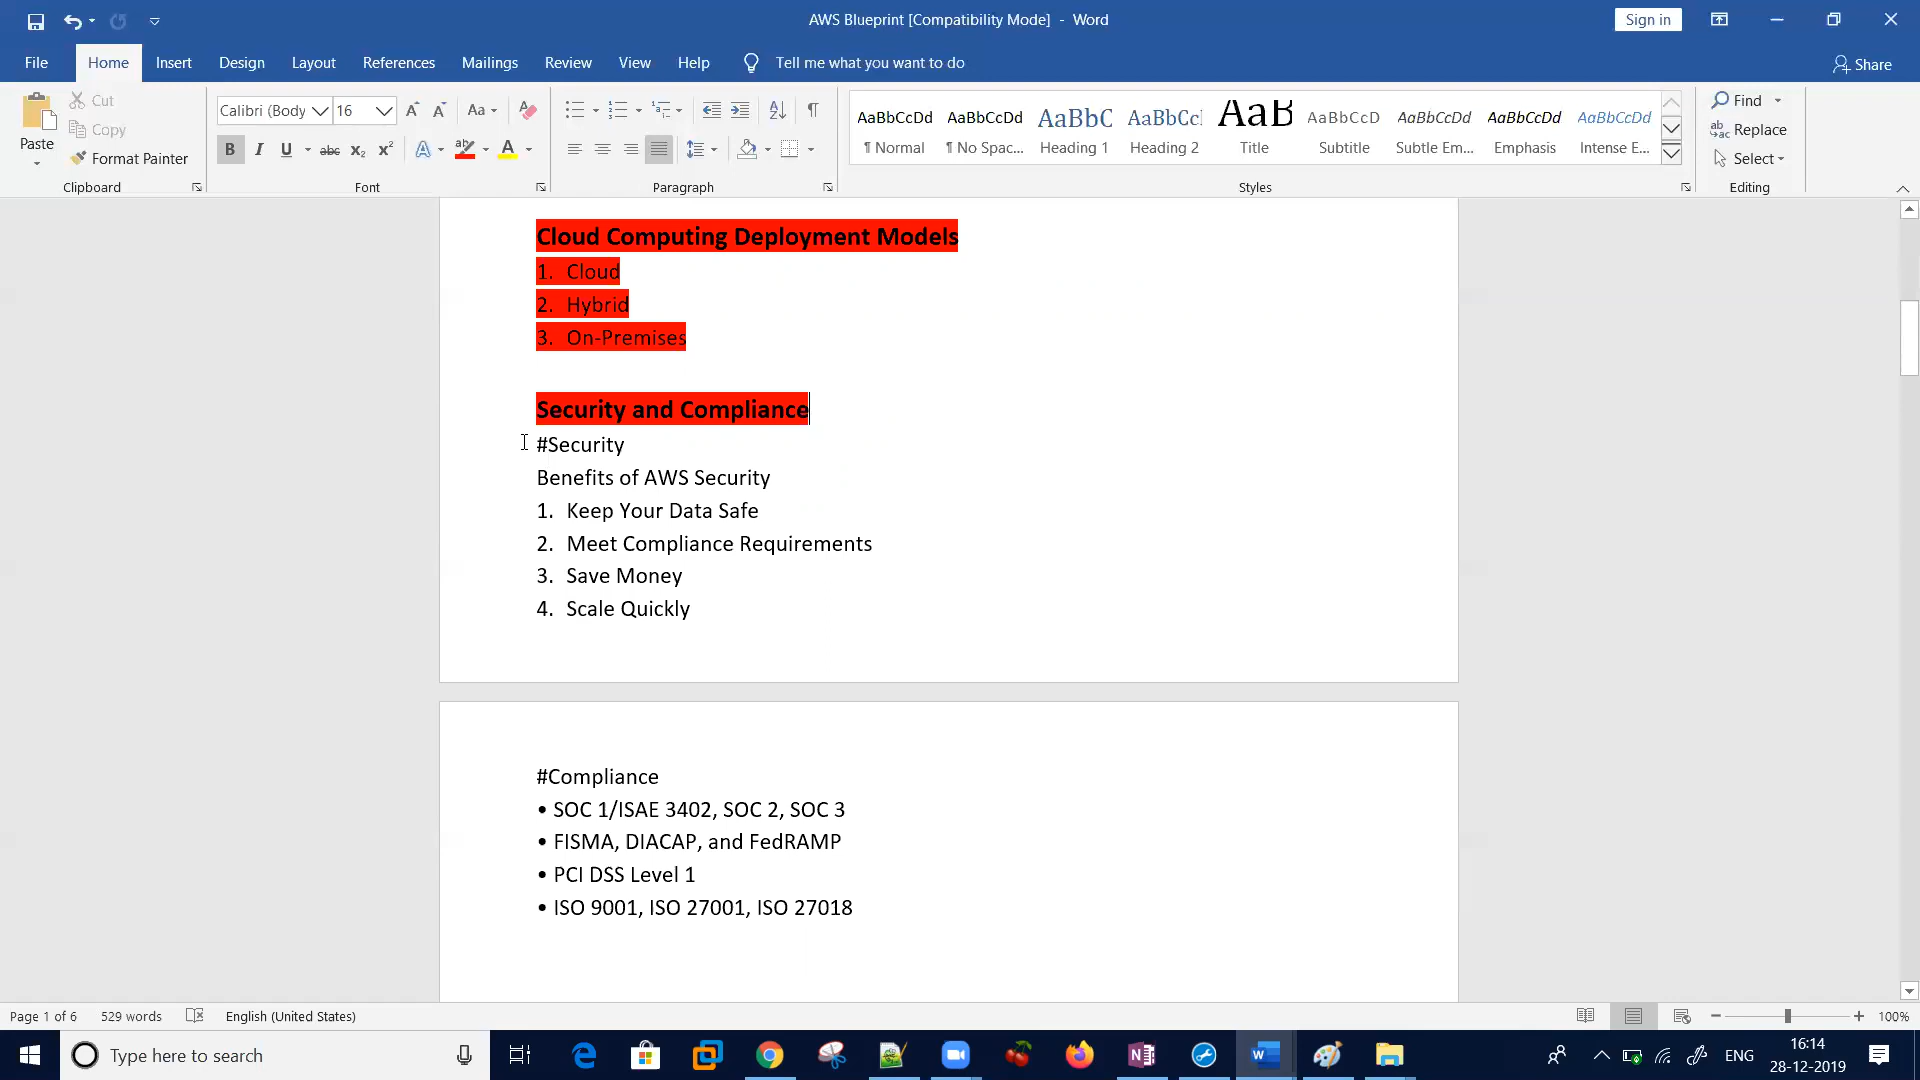 AWS Blueprint [Compatibility Mode] - Word
Sign in
File Home Insert Design Layout References Mailings Review View Help Tell me what you want to do Share
Paste
Cut
Copy
Format Painter
Clipboard
Calibri (Body 16
Aa
B I U abc x₂ x² A ab A
Font
Paragraph
AaBbCcDd AaBbCcDd AaBbC AaBbCcl AaB AaBbCcD AaBbCcDd AaBbCcDd AaBbCcDd
¶ Normal ¶ No Spac... Heading 1 Heading 2 Title Subtitle Subtle Em... Emphasis Intense E...
Styles
Find
Replace
Select
Editing
Cloud Computing Deployment Models
1. Cloud
2. Hybrid
3. On-Premises
Security and Compliance
#Security
Benefits of AWS Security
1. Keep Your Data Safe
2. Meet Compliance Requirements
3. Save Money
4. Scale Quickly
#Compliance
• SOC 1/ISAE 3402, SOC 2, SOC 3
• FISMA, DIACAP, and FedRAMP
• PCI DSS Level 1
• ISO 9001, ISO 27001, ISO 27018
Page 1 of 6 529 words English (United States) 100%
Type here to search
ENG
16:14
28-12-2019